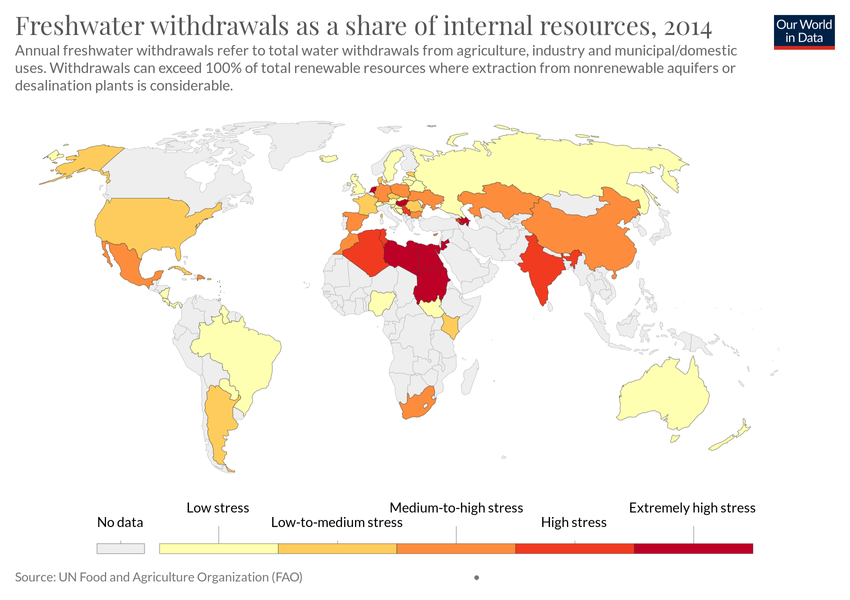 Freshwater withdrawals as a share of internal resources, 2014
Our World
in Data
Annual freshwater withdrawals refer to total water withdrawals from agriculture, industry and municipal/domestic
uses. Withdrawals can exceed 100% of total renewable resources where extraction from nonrenewable aquifers or
desalination plants is considerable.
No data
Low stress
Low-to-medium stress
Medium-to-high stress
High stress
Extremely high stress
Source: UN Food and Agriculture Organization (FAO)